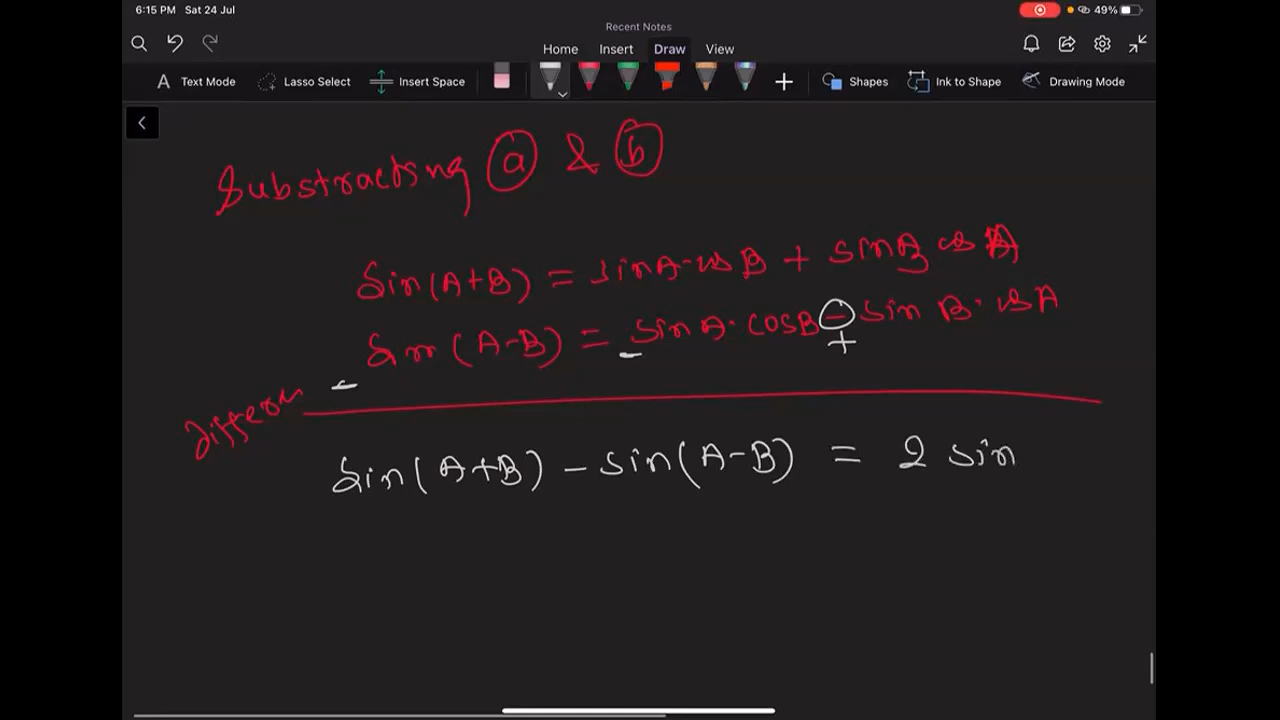 6:15 PM Sat 24 Jul
49%
Recent Notes
Home Insert Draw View
Text Mode Lasso Select Insert Space Shapes Ink to Shape Drawing Mode
Substracting a & b
Sin(A+B) = sinA·cosB + sinB cos A
Sin(A-B) = sinA·cosB - sin B·cosA
- - +
Differen
Sin(A+B) - sin(A-B) = 2 sin